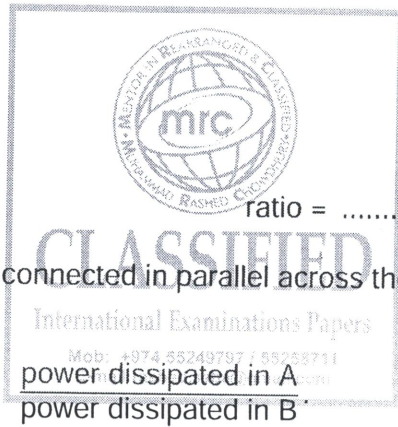 MENTOR IN REARRANGED & CLASSIFIED
mrc
MUHAMMAD RASHED CHOWDHURY
ratio = .......
CLASSIFIED
connected in parallel across th
International Examinations Papers
Mob: +974 55249797 / 55258711
power dissipated in A
power dissipated in B
.